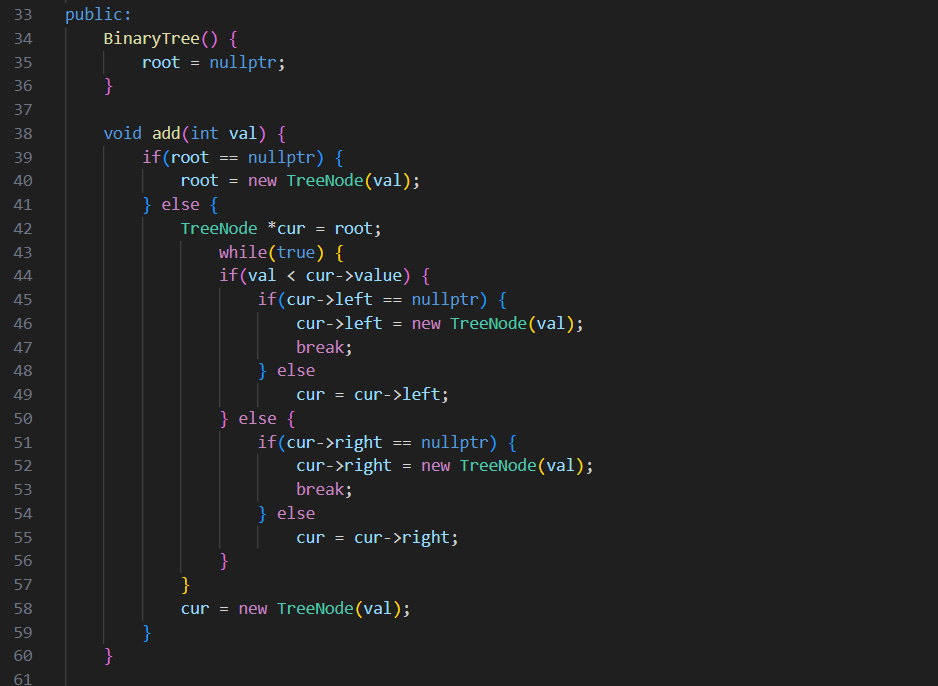 33 public:
34     BinaryTree() {
35         root = nullptr;
36     }
37
38     void add(int val) {
39         if(root == nullptr) {
40             root = new TreeNode(val);
41         } else {
42             TreeNode *cur = root;
43                 while(true) {
44                 if(val < cur->value) {
45                     if(cur->left == nullptr) {
46                         cur->left = new TreeNode(val);
47                         break;
48                     } else
49                         cur = cur->left;
50                 } else {
51                     if(cur->right == nullptr) {
52                         cur->right = new TreeNode(val);
53                         break;
54                     } else
55                         cur = cur->right;
56                 }
57             }
58             cur = new TreeNode(val);
59         }
60     }
61